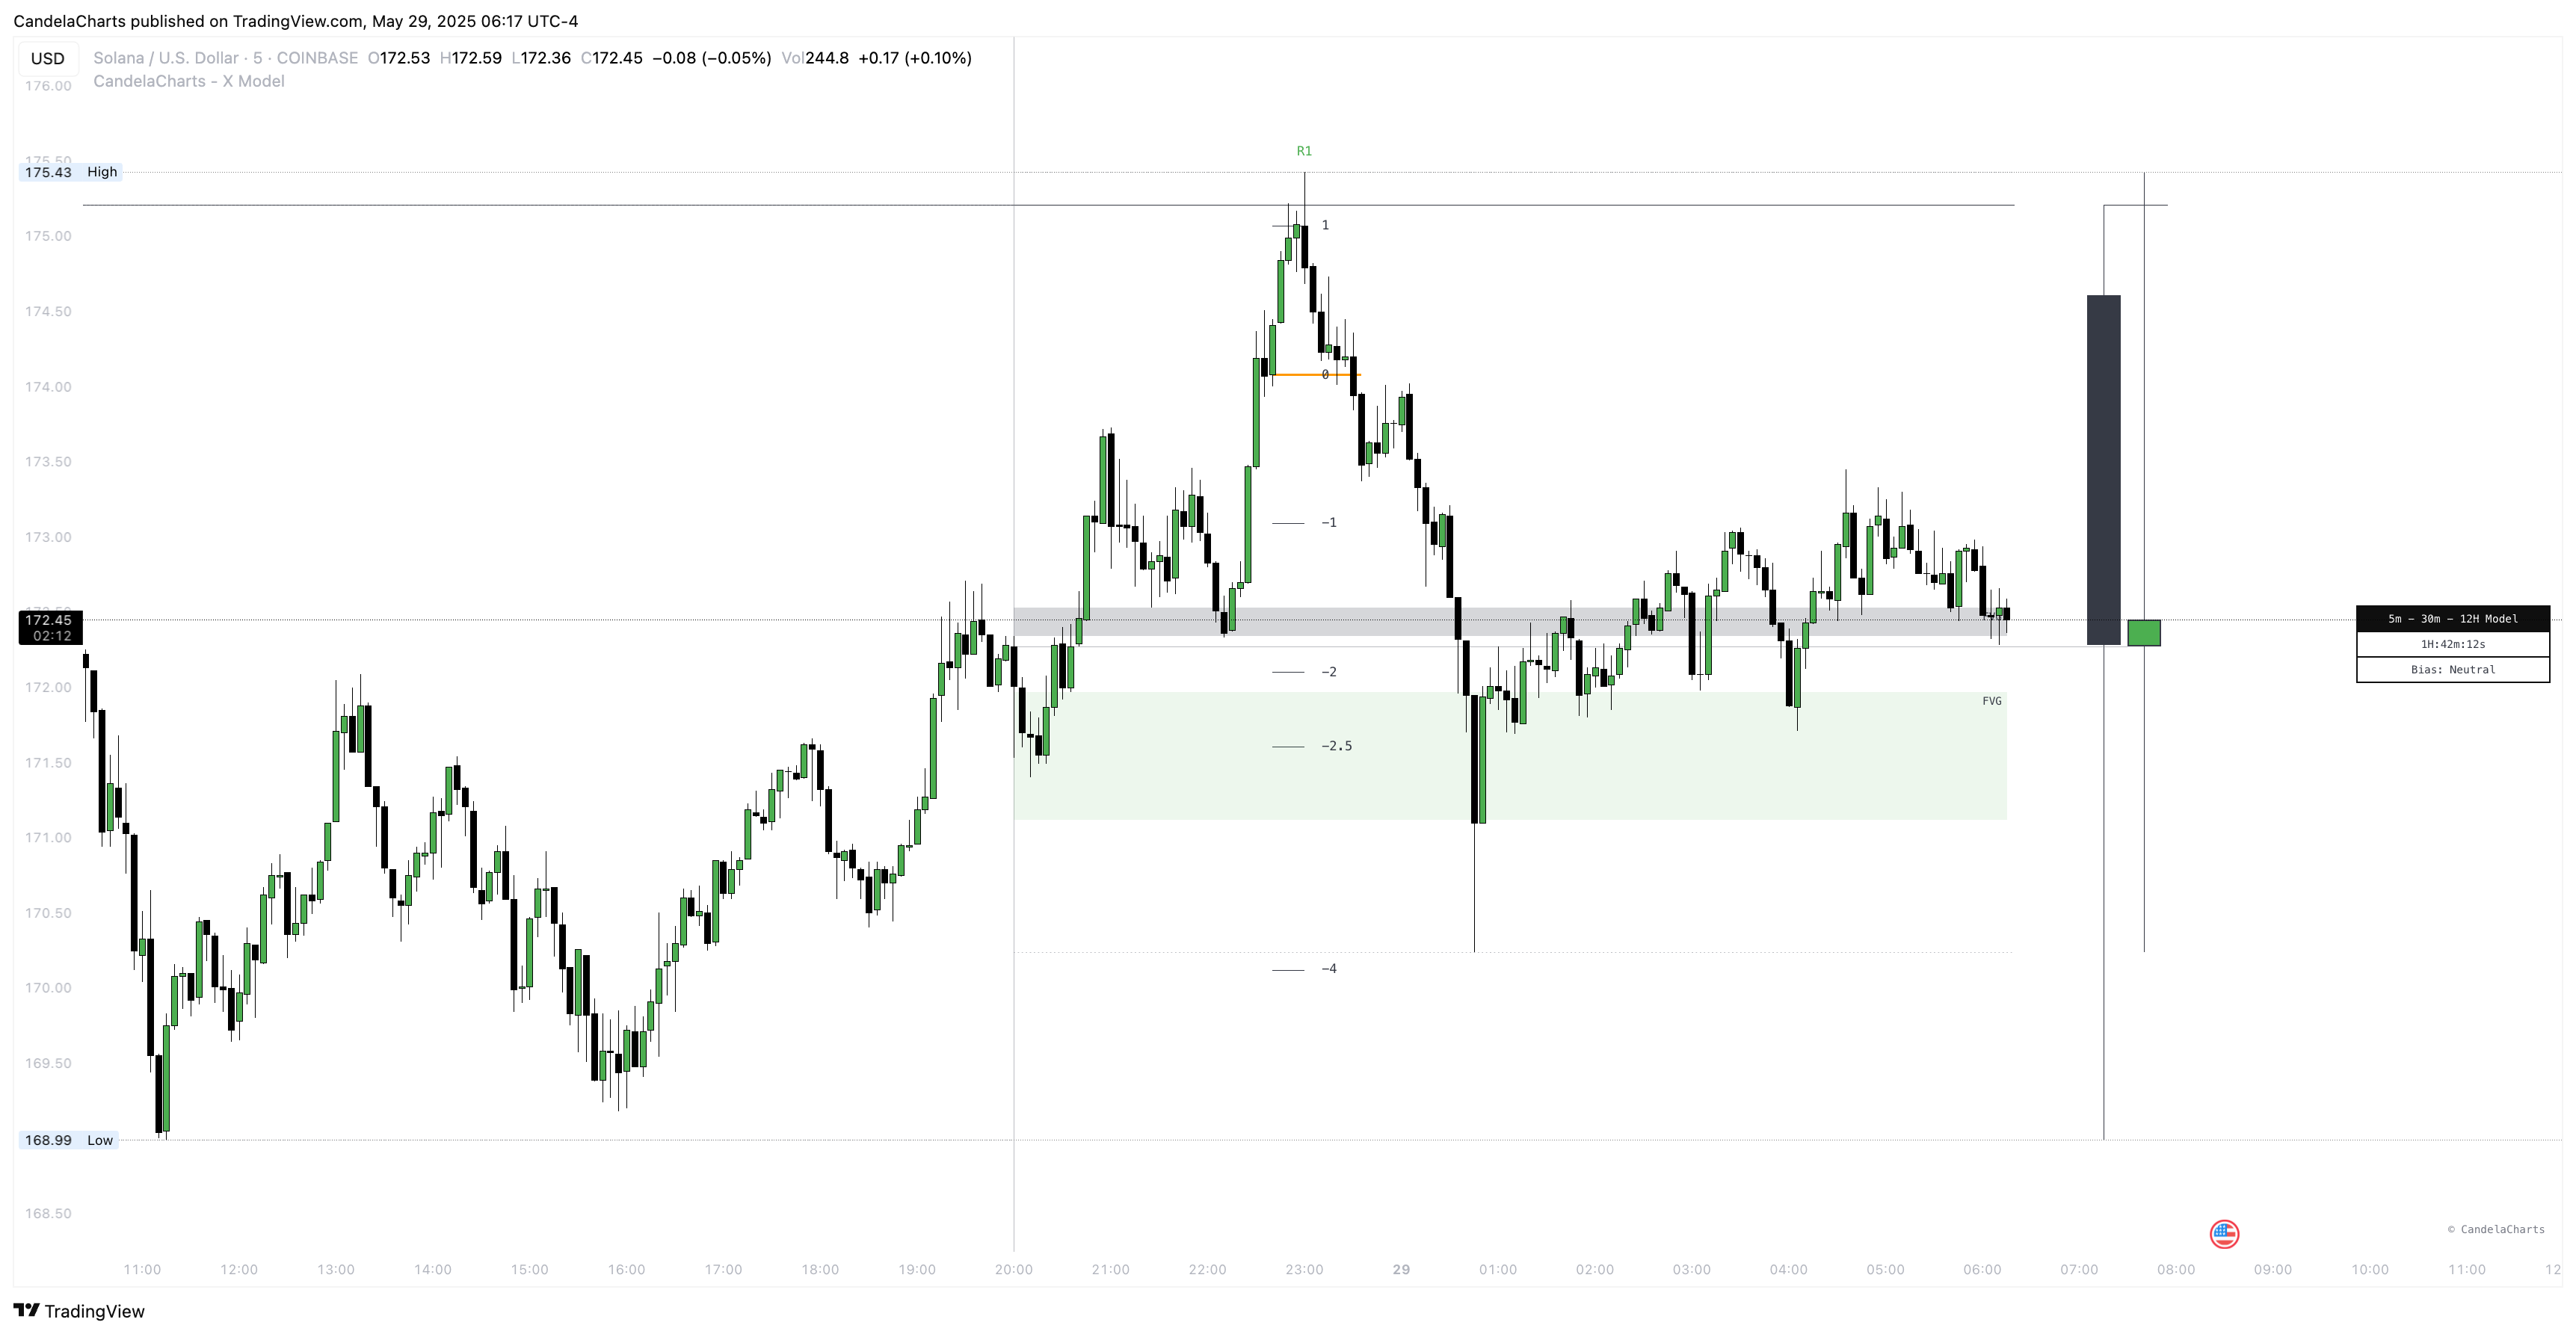 CandelaCharts published on TradingView.com, May 29, 2025 06:17 UTC-4
USD
Solana / U.S. Dollar · 5 · COINBASE O172.53 H172.59 L172.36 C172.45 −0.08 (−0.05%) Vol244.8 +0.17 (+0.10%)
CandelaCharts - X Model
176.00
R1
175.50
175.43 High
1
175.00
174.50
174.00
0
173.50
−1
173.00
172.50
172.45
02:12
5m − 30m − 12H Model
1H:42m:12s
Bias: Neutral
−2
172.00
FVG
−2.5
171.50
171.00
170.50
−4
170.00
169.50
168.99 Low
168.50
© CandelaCharts
11:00 12:00 13:00 14:00 15:00 16:00 17:00 18:00 19:00 20:00 21:00 22:00 23:00 29 01:00 02:00 03:00 04:00 05:00 06:00 07:00 08:00 09:00 10:00 11:00 12
TradingView